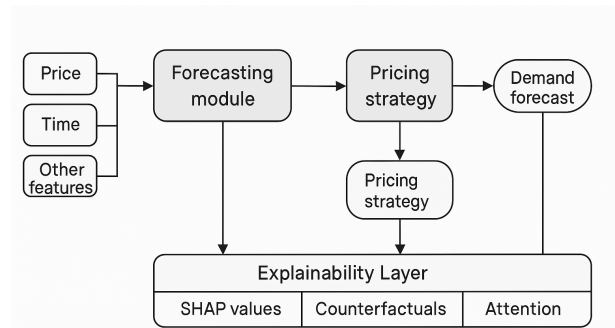 Price
Time
Other
features
Forecasting
module
Pricing
strategy
Demand
forecast
Pricing
strategy
Explainability Layer
SHAP values
Counterfactuals
Attention